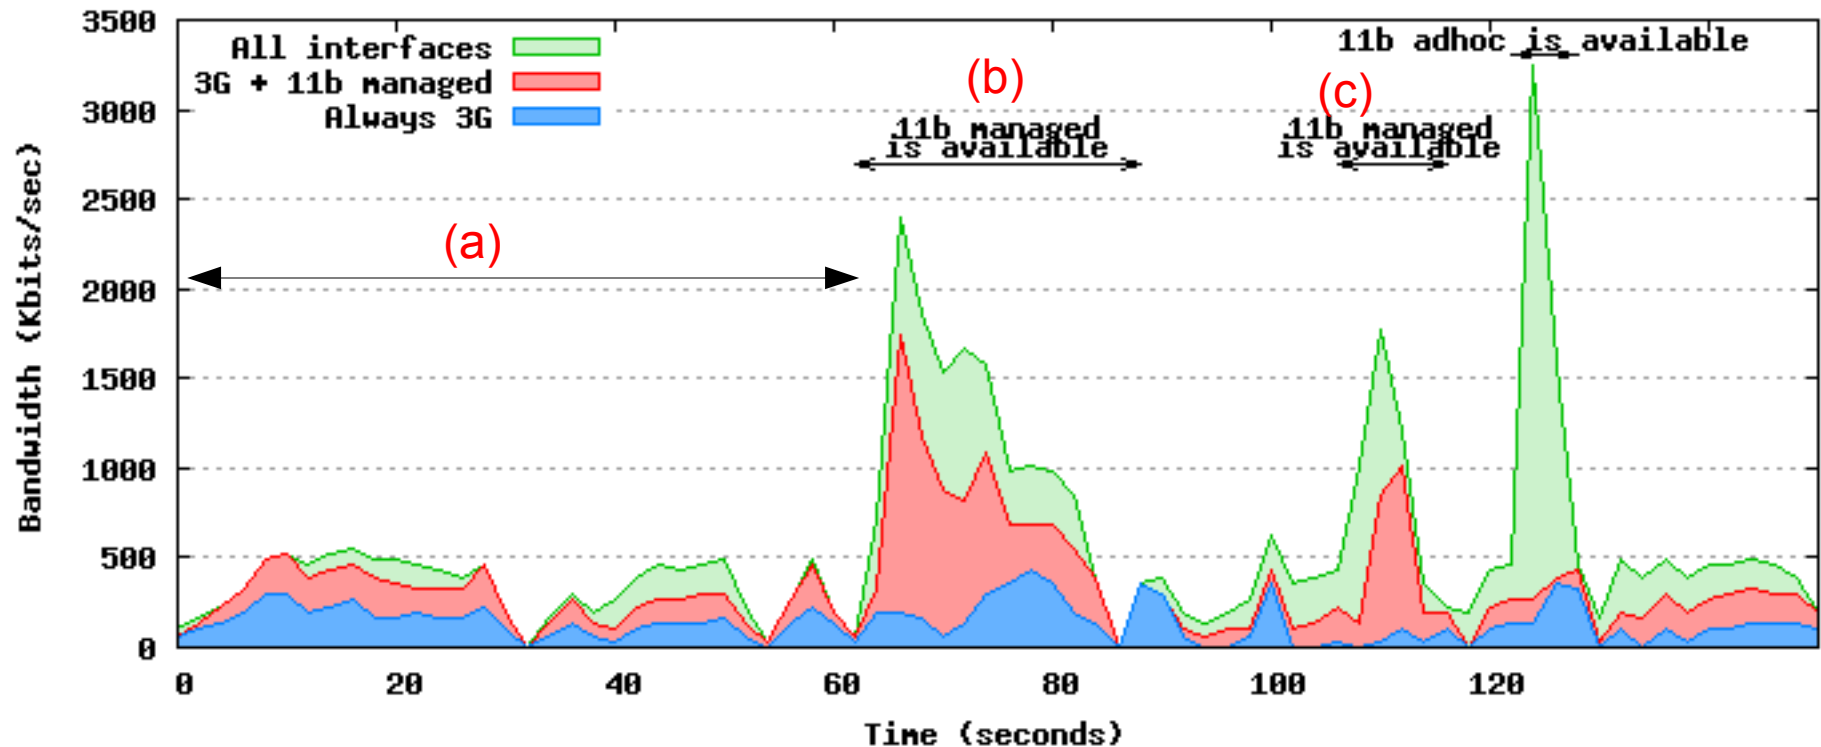 3500
3000
2500
2000
1500
1000
500
0
Bandwidth (Kbits/sec)
All interfaces
3G + 11b managed
Always 3G
(a)
(b)
11b managed
is available
(c)
11b managed
is available
11b adhoc is available
0 20 40 60 80 100 120
Time (seconds)